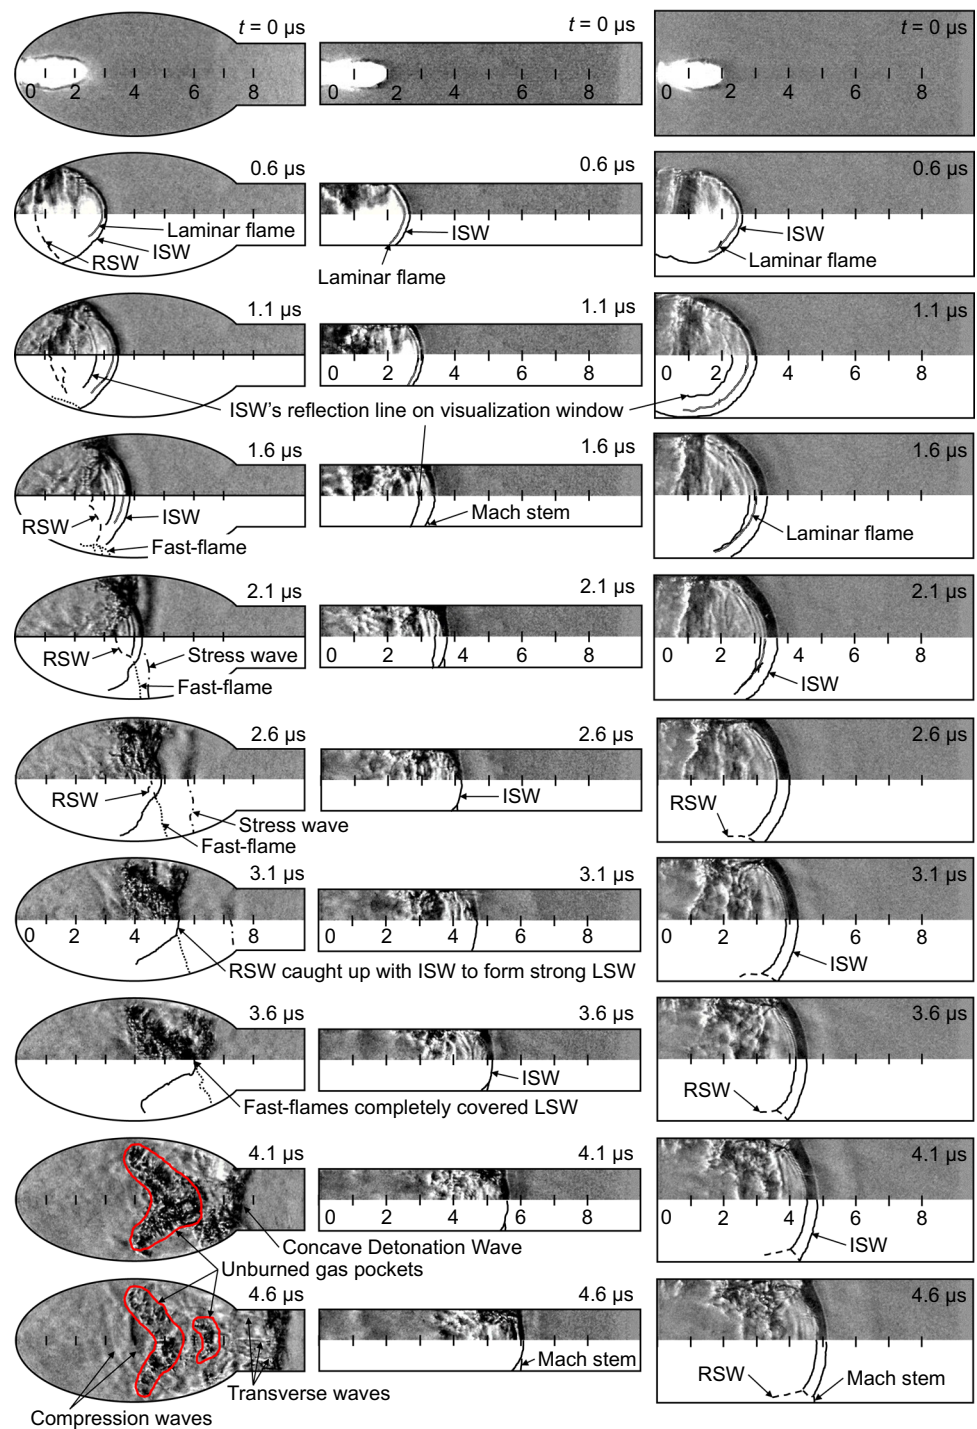 t = 0 μs t = 0 μs t = 0 μs
0 2 4 6 8 0 2 4 6 8 0 2 4 6 8
0.6 μs 0.6 μs 0.6 μs
Laminar flame ISW ISW
ISW
RSW Laminar flame
Laminar flame
1.1 μs 1.1 μs 1.1 μs
0 2 4 6 8 0 2 4 6 8
ISW's reflection line on visualization window
1.6 μs 1.6 μs 1.6 μs
RSW ISW Mach stem
Fast-flame Laminar flame
2.1 μs 2.1 μs 2.1 μs
RSW Stress wave 0 2 4 6 8 0 2 4 6 8
Fast-flame ISW
2.6 μs 2.6 μs 2.6 μs
RSW ISW RSW
Stress wave
Fast-flame
3.1 μs 3.1 μs 3.1 μs
0 2 4 6 8 0 2 4 6 8 0 2 4 6 8
ISW
RSW caught up with ISW to form strong LSW
3.6 μs 3.6 μs 3.6 μs
ISW RSW
Fast-flames completely covered LSW
4.1 μs 4.1 μs 4.1 μs
0 2 4 6 8 0 2 4 6 8
Concave Detonation Wave ISW
Unburned gas pockets
4.6 μs 4.6 μs 4.6 μs
Mach stem RSW Mach stem
Transverse waves
Compression waves